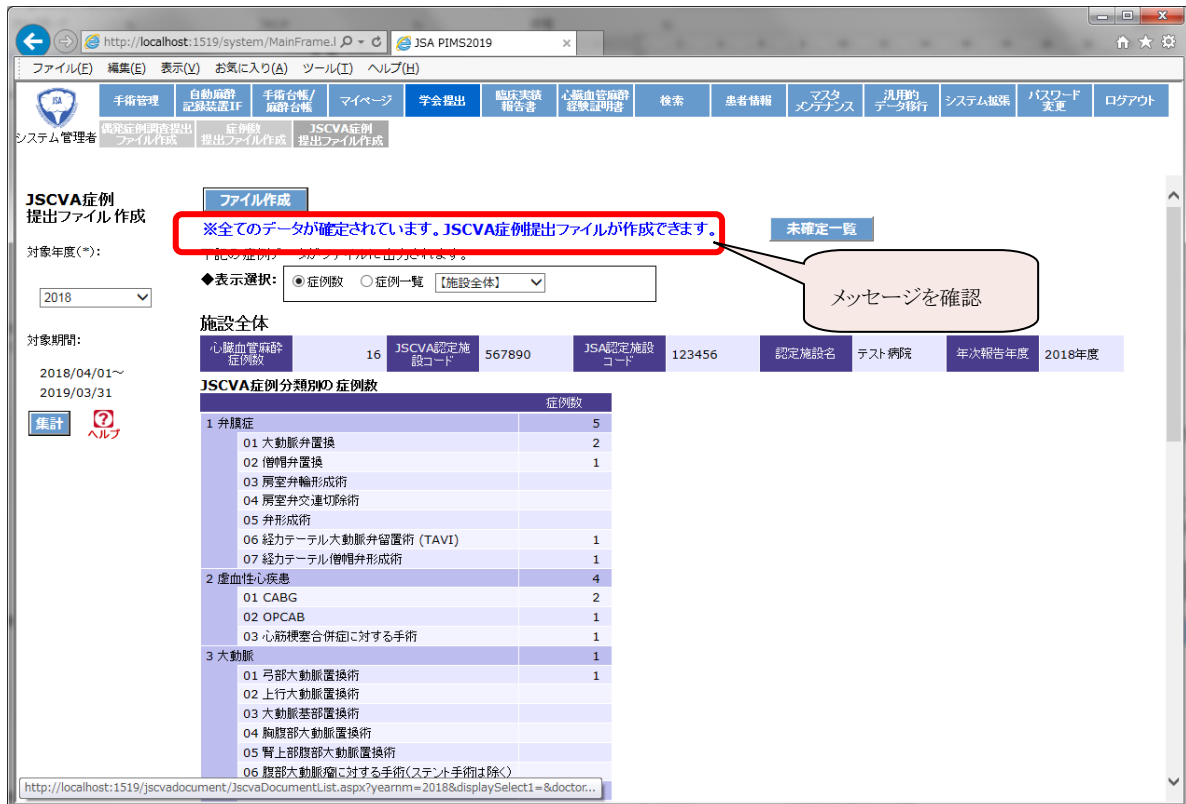 http://localhost:1519/system/MainFrame.l
JSA PIMS2019
ファイル(F) 編集(E) 表示(V) お気に入り(A) ツール(T) ヘルプ(H)
JSA
手術管理
自動麻酔
記録装置IF
手術台帳/
麻酔台帳
マイページ
学会提出
臨床実績
報告書
心臓血管麻酔
経験証明書
検索
患者情報
マスタ
メンテナンス
汎用的
データ移行
システム拡張
パスワード
変更
ログアウト
システム管理者
偶発症例調査提出
ファイル作成
症例数
提出ファイル作成
JSCVA症例
提出ファイル作成
JSCVA症例
提出ファイル 作成
ファイル作成
※全てのデータが確定されています。JSCVA症例提出ファイルが作成できます。
未確定一覧
対象年度(*):
◆表示選択: 症例数 症例一覧 【施設全体】
メッセージを確認
2018
施設全体
対象期間:
心臓血管麻酔
症例数
16
JSCVA認定施
設コード
567890
JSA認定施設
コード
123456
認定施設名
テスト病院
年次報告年度
2018年度
2018/04/01～
2019/03/31
集計
ヘルプ
JSCVA症例分類別の症例数
症例数
1 弁膜症 5
01 大動脈弁置換 2
02 僧帽弁置換 1
03 房室弁輪形成術
04 房室弁交連切除術
05 弁形成術
06 経カテーテル大動脈弁留置術 (TAVI) 1
07 経カテーテル僧帽弁形成術 1
2 虚血性心疾患 4
01 CABG 2
02 OPCAB 1
03 心筋梗塞合併症に対する手術 1
3 大動脈 1
01 弓部大動脈置換術 1
02 上行大動脈置換術
03 大動脈基部置換術
04 胸腹部大動脈置換術
05 腎上部腹部大動脈置換術
06 腹部大動脈瘤に対する手術(ステント手術は除く)
http://localhost:1519/jscvadocument/JscvaDocumentList.aspx?yearnm=2018&displaySelect1=&doctor...